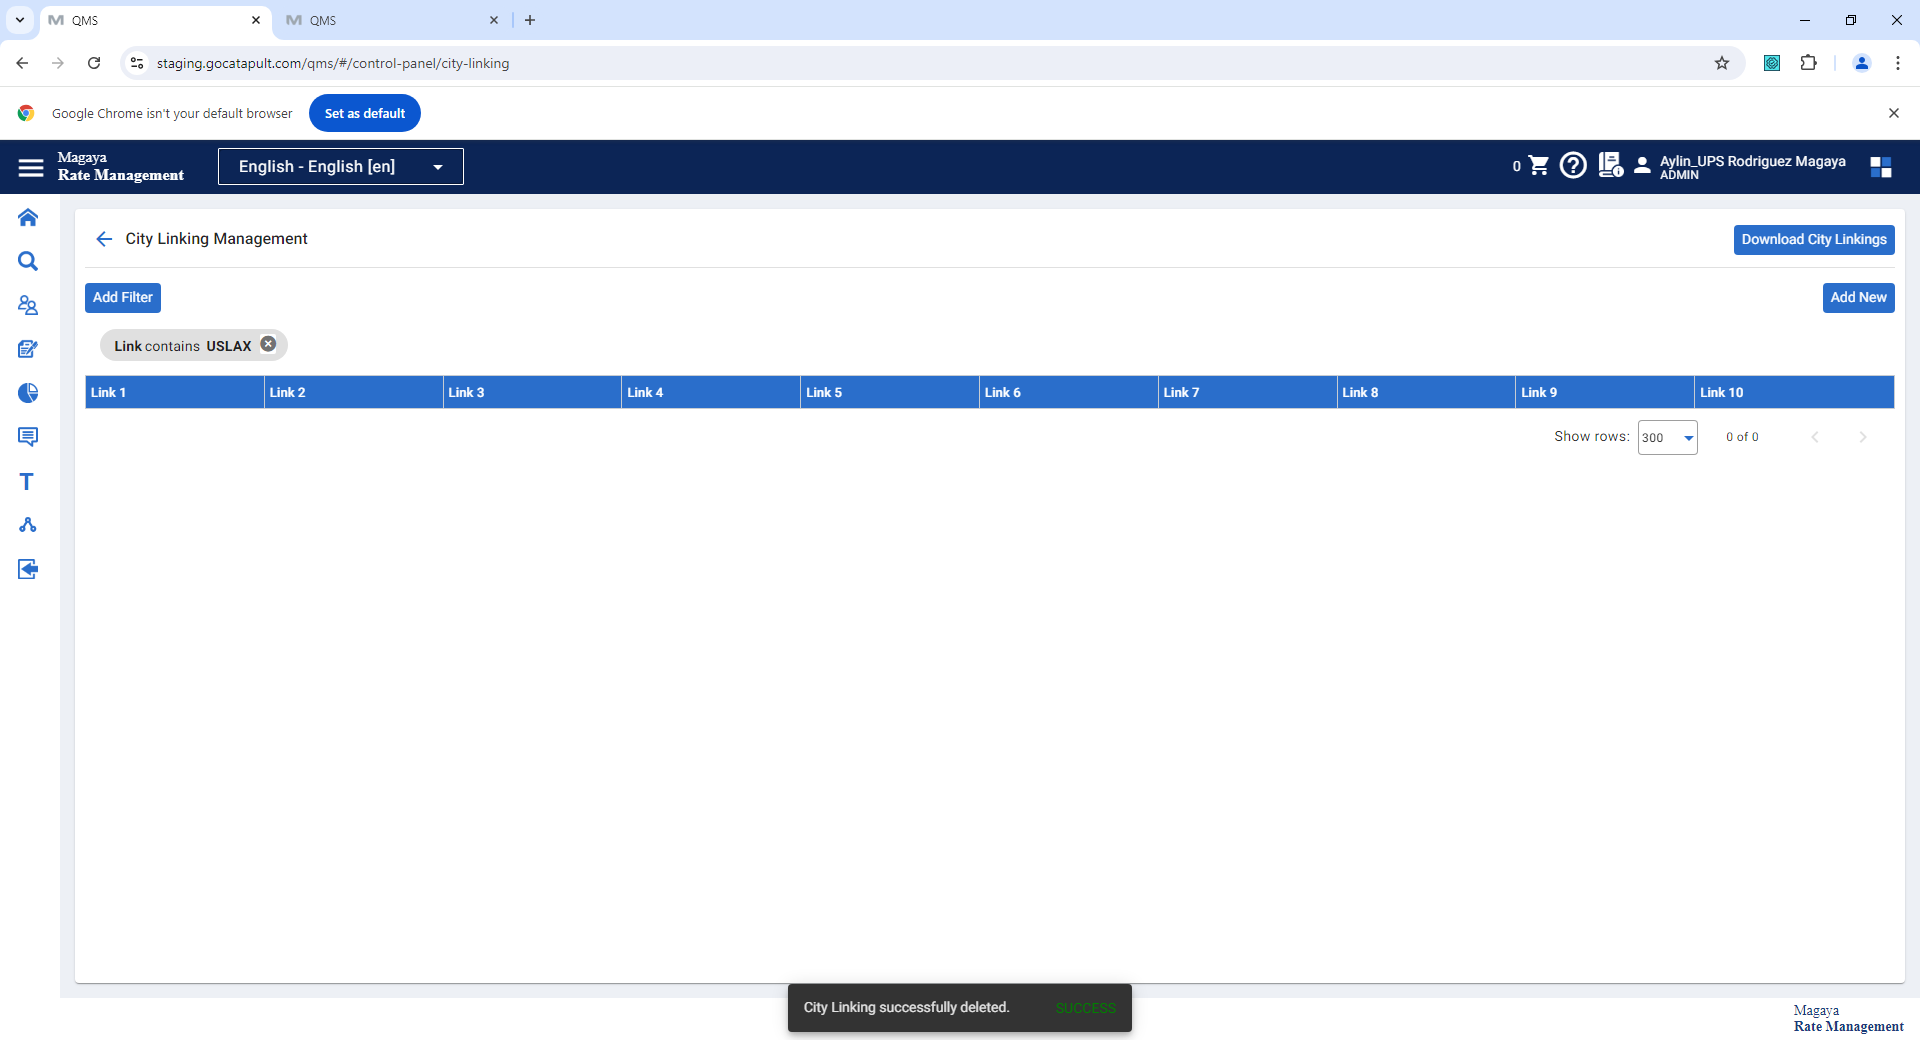 QMS
QMS
staging.gocatapult.com/qms/#/control-panel/city-linking
Google Chrome isn't your default browser
Set as default
Magaya
Rate Management
English - English [en]
0
Aylin_UPS Rodriguez Magaya
ADMIN
City Linking Management
Download City Linkings
Add Filter
Add New
Link contains USLAX
Link 1
Link 2
Link 3
Link 4
Link 5
Link 6
Link 7
Link 8
Link 9
Link 10
Show rows:
300
0 of 0
City Linking successfully deleted.
SUCCESS
Magaya
Rate Management